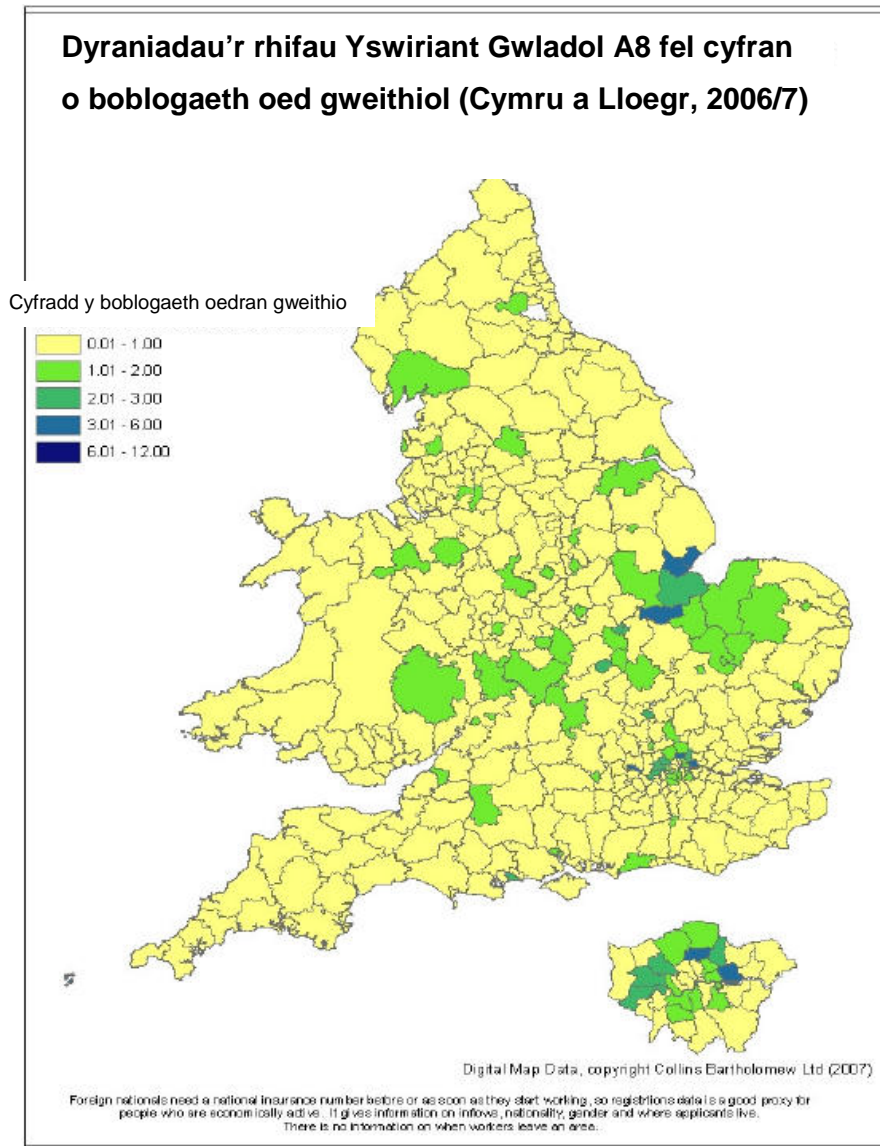 Dyraniadau'r rhifau Yswiriant Gwladol A8 fel cyfran
o boblogaeth oed gweithiol (Cymru a Lloegr, 2006/7)
Cyfradd y boblogaeth oedran gweithio
0.01 - 1.00
1.01 - 2.00
2.01 - 3.00
3.01 - 6.00
6.01 - 12.00
Digital Map Data, copyright Collins Bartholomew Ltd (2007)
Foreign nationals need a national insurance number before or as soon as they start working, so registrtions data is a good proxy for
people who are economically active. It gives information on inflows, nationality, gender and where applicants live.
There is no information on when workers leave an area.